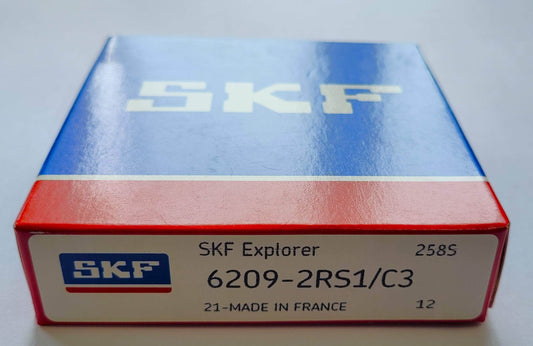 SKF
SKF
SKF Explorer 258S
6209-2RS1/C3
21-MADE IN FRANCE 12